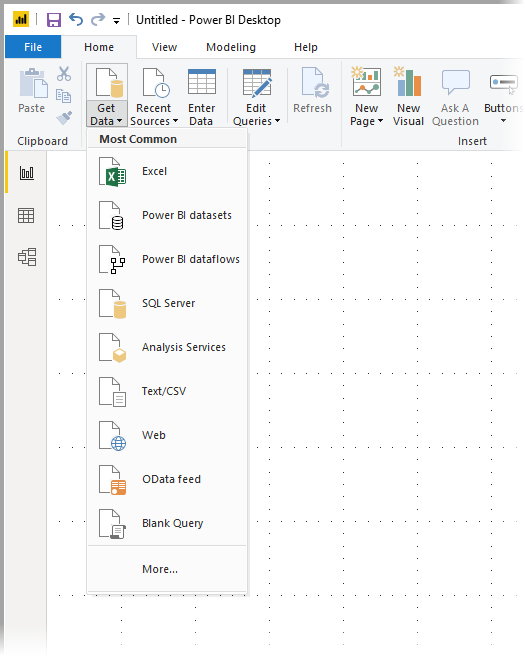 Untitled - Power BI Desktop
File Home View Modeling Help
Paste
Get Data
Recent Sources
Enter Data
Edit Queries
Refresh
New Page
New Visual
Ask A Question
Buttons
Clipboard
Insert
Most Common
Excel
Power BI datasets
Power BI dataflows
SQL Server
Analysis Services
Text/CSV
Web
OData feed
Blank Query
More...